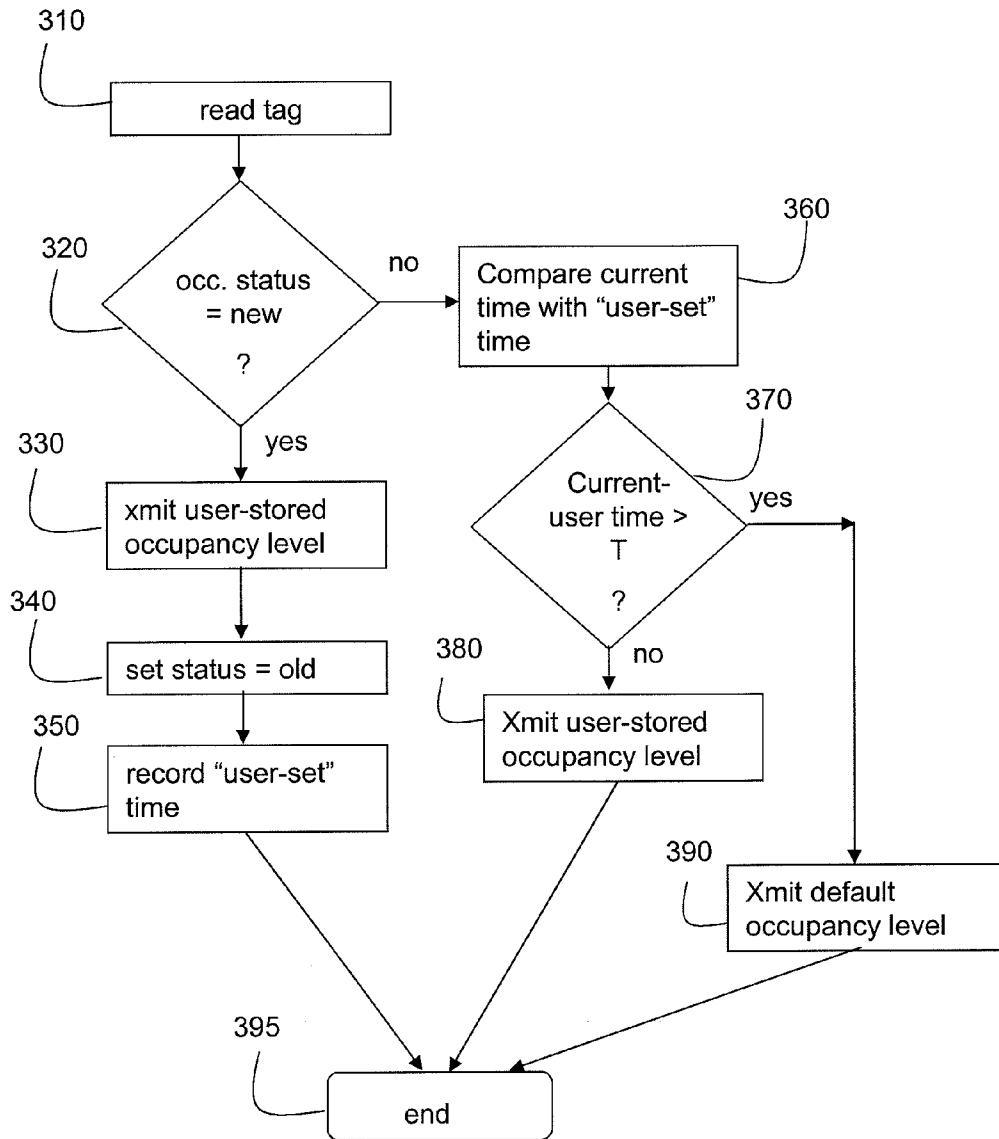 310
read tag
320
occ. status
= new
?
no
360
Compare current
time with “user-set”
time
yes
330
xmit user-stored
occupancy level
370
Current-
user time >
T
?
yes
340
set status = old
no
380
Xmit user-stored
occupancy level
350
record “user-set”
time
390
Xmit default
occupancy level
395
end